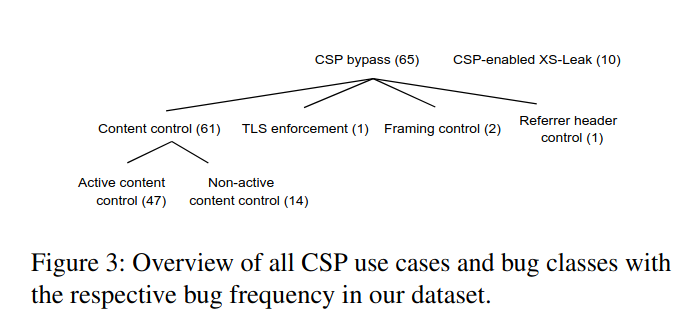 CSP bypass (65) CSP-enabled XS-Leak (10)
Content control (61) TLS enforcement (1) Framing control (2) Referrer header control (1)
Active content control (47)
Non-active content control (14)
Figure 3: Overview of all CSP use cases and bug classes with
the respective bug frequency in our dataset.